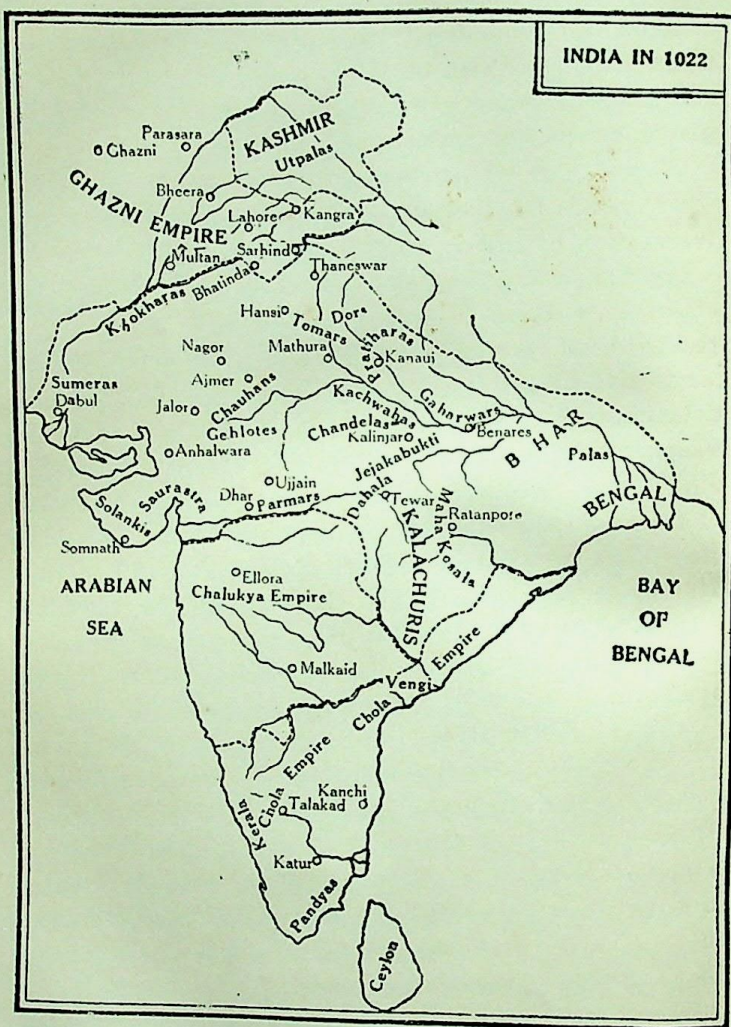 INDIA IN 1022
KASHMIR
Utpalas
Parasara
Ghazni
GHAZNI EMPIRE
Bheera
Lahore
Kangra
Multan
Sarhind
Bhatinda
Thaneswar
Khokharas
Hansi
Tomars
Dors
Nagor
Mathura
Pratiharas
Kanauj
Ajmer
Chauhans
Sumeras
Dabul
Jalor
Kachwahas
Gaharwars
Gehlotes
Chandelas
Kalinjar
Benares
BHAR
Anhalwara
Jejakabukti
Palas
Ujjain
Dhar
Parmars
Dahala
Tewar
Maha Kosala
Ratanpore
BENGAL
Saurastra
Solankis
Somnath
KALACHURIS
ARABIAN
SEA
Ellora
Chalukya Empire
BAY
OF
BENGAL
Malkaid
Vengi
Chola Empire
Chola Empire
Kanchi
Talakad
Kerala
Katur
Pandyas
Ceylon